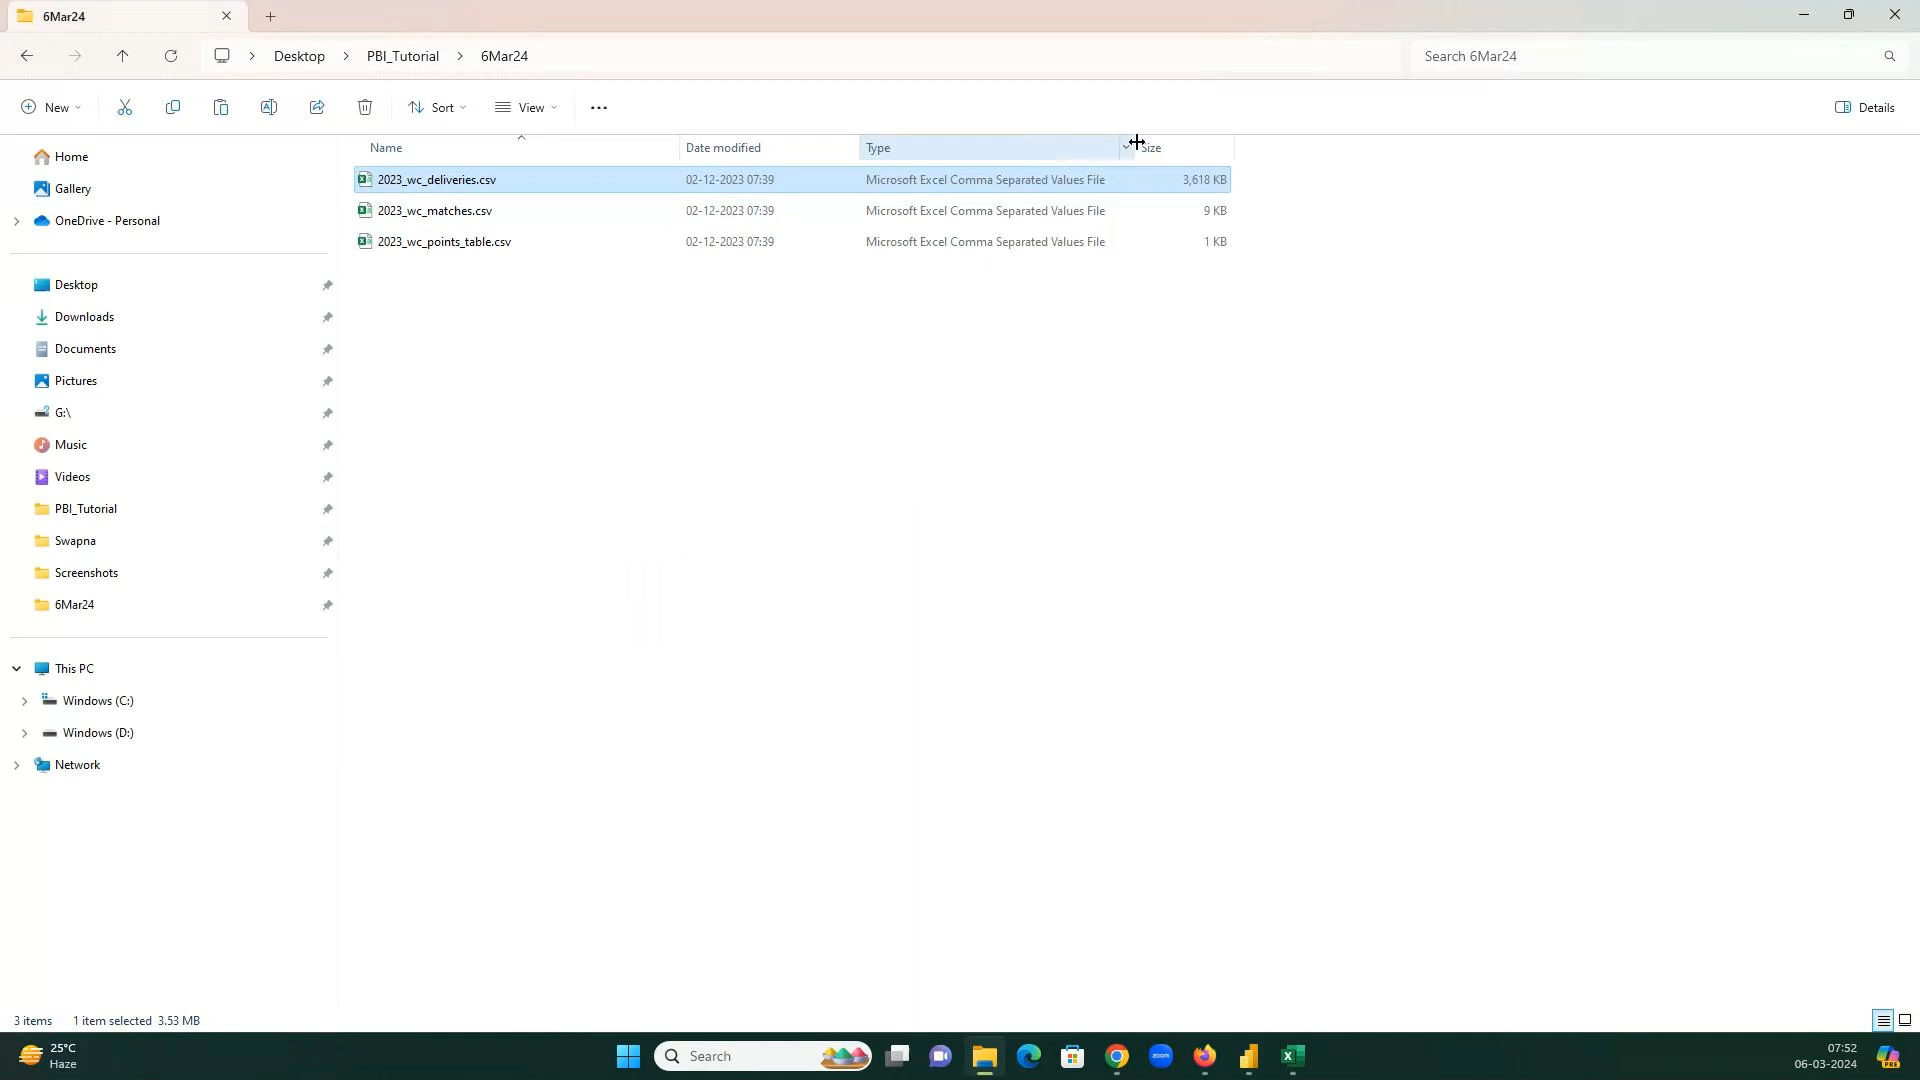 6Mar24
Desktop > PBI_Tutorial > 6Mar24
Search 6Mar24
New
Sort
View
Details
Name Date modified Type Size
2023_wc_deliveries.csv 02-12-2023 07:39 Microsoft Excel Comma Separated Values File 3,618 KB
2023_wc_matches.csv 02-12-2023 07:39 Microsoft Excel Comma Separated Values File 9 KB
2023_wc_points_table.csv 02-12-2023 07:39 Microsoft Excel Comma Separated Values File 1 KB
Home
Gallery
OneDrive - Personal
Desktop
Downloads
Documents
Pictures
G:\
Music
Videos
PBI_Tutorial
Swapna
Screenshots
6Mar24
This PC
Windows (C:)
Windows (D:)
Network
3 items 1 item selected 3.53 MB
25°C
Haze
Search
zoom
07:52
06-03-2024
PRE